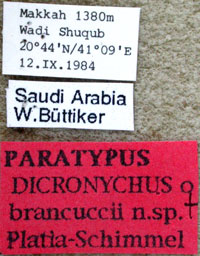 Makkah 1380m
Wadi Shuqub
20°44'N/41°09'E
12.IX.1984
Saudi Arabia
W.Büttiker
PARATYPUS
DICRONYCHUS ♀
brancuccii n.sp.
Platia-Schimmel